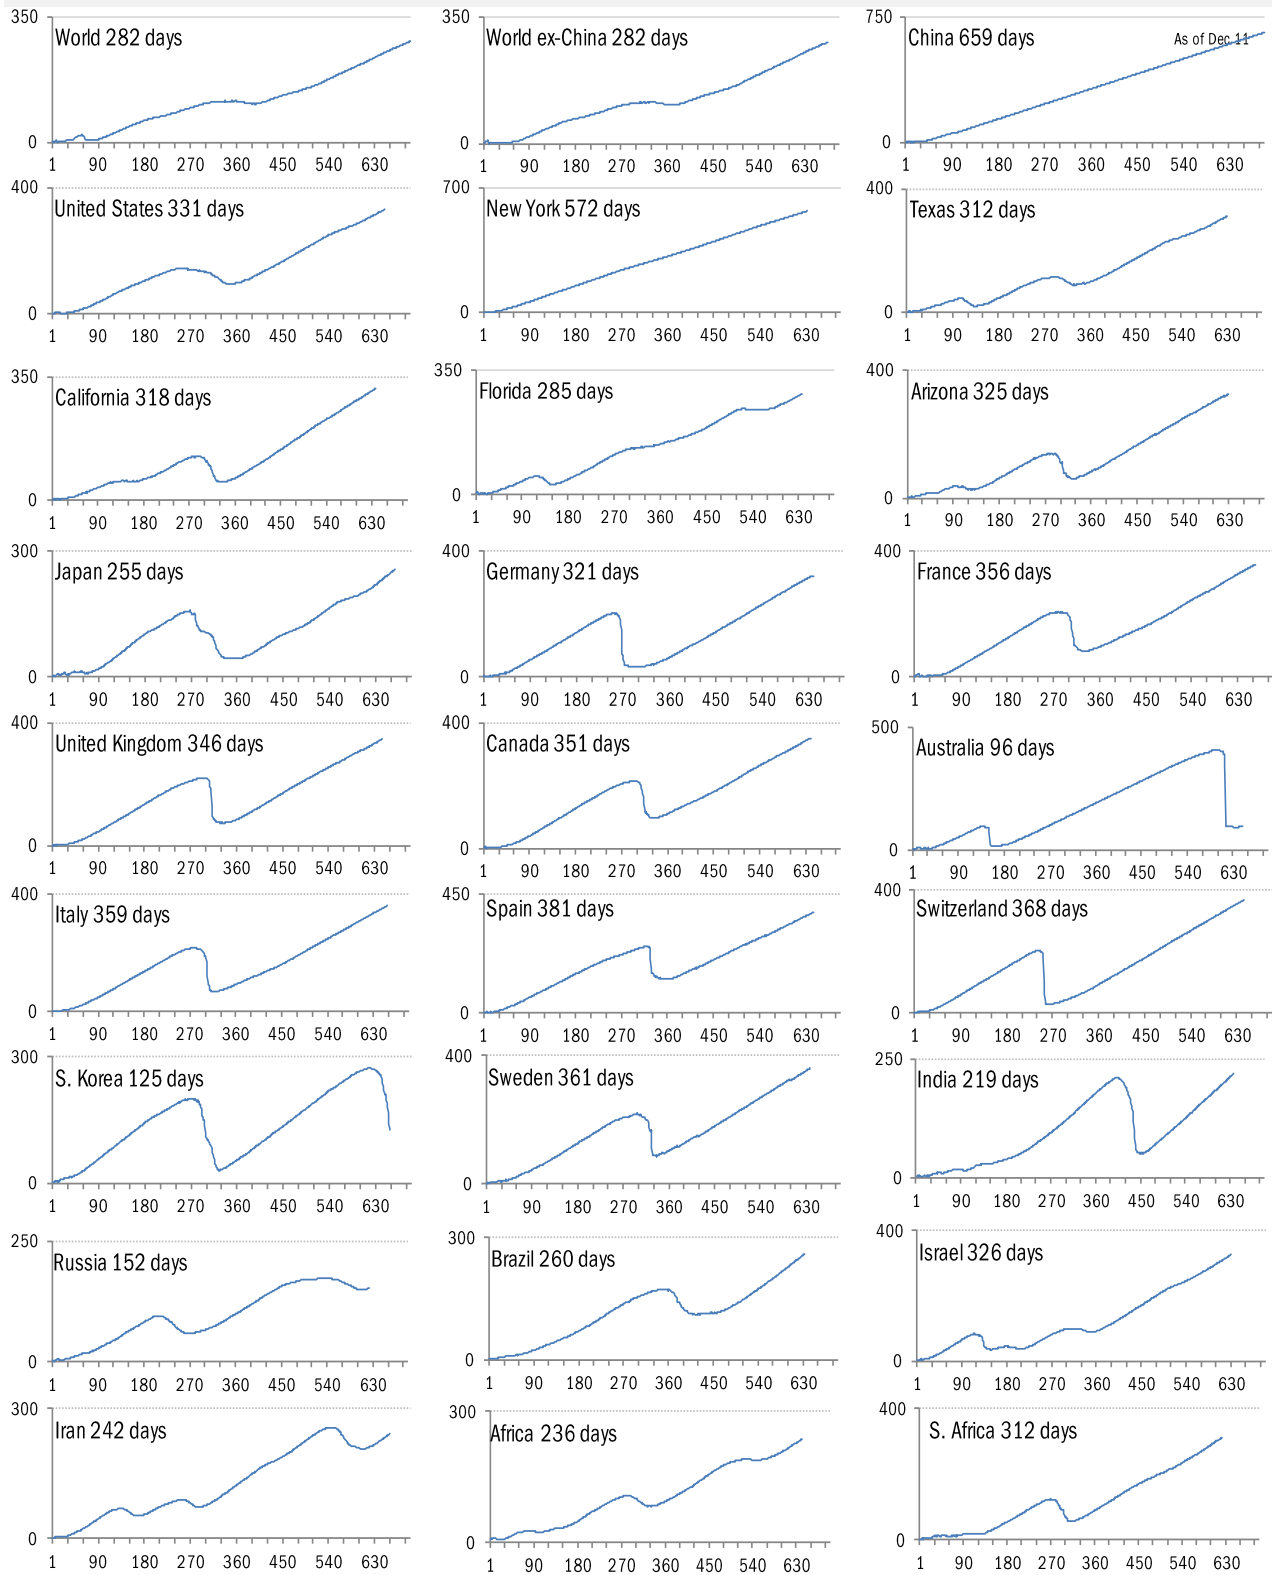 350 350 750
World 282 days World ex-China 282 days China 659 days As of Dec 11
0 0 0
1 90 180 270 360 450 540 630 1 90 180 270 360 450 540 630 1 90 180 270 360 450 540 630
400 700 400
United States 331 days New York 572 days Texas 312 days
0 0 0
1 90 180 270 360 450 540 630 1 90 180 270 360 450 540 630 1 90 180 270 360 450 540 630
350 350 400
California 318 days Florida 285 days Arizona 325 days
0 0 0
1 90 180 270 360 450 540 630 1 90 180 270 360 450 540 630 1 90 180 270 360 450 540 630
300 400 400
Japan 255 days Germany 321 days France 356 days
0 0 0
1 90 180 270 360 450 540 630 1 90 180 270 360 450 540 630 1 90 180 270 360 450 540 630
400 400 500
United Kingdom 346 days Canada 351 days Australia 96 days
0 0 0
1 90 180 270 360 450 540 630 1 90 180 270 360 450 540 630 1 90 180 270 360 450 540 630
400 450 400
Italy 359 days Spain 381 days Switzerland 368 days
0 0 0
1 90 180 270 360 450 540 630 1 90 180 270 360 450 540 630 1 90 180 270 360 450 540 630
300 400 250
S. Korea 125 days Sweden 361 days India 219 days
0 0 0
1 90 180 270 360 450 540 630 1 90 180 270 360 450 540 630 1 90 180 270 360 450 540 630
250 300 400
Russia 152 days Brazil 260 days Israel 326 days
0 0 0
1 90 180 270 360 450 540 630 1 90 180 270 360 450 540 630 1 90 180 270 360 450 540 630
300 300 400
Iran 242 days Africa 236 days S. Africa 312 days
0 0 0
1 90 180 270 360 450 540 630 1 90 180 270 360 450 540 630 1 90 180 270 360 450 540 630